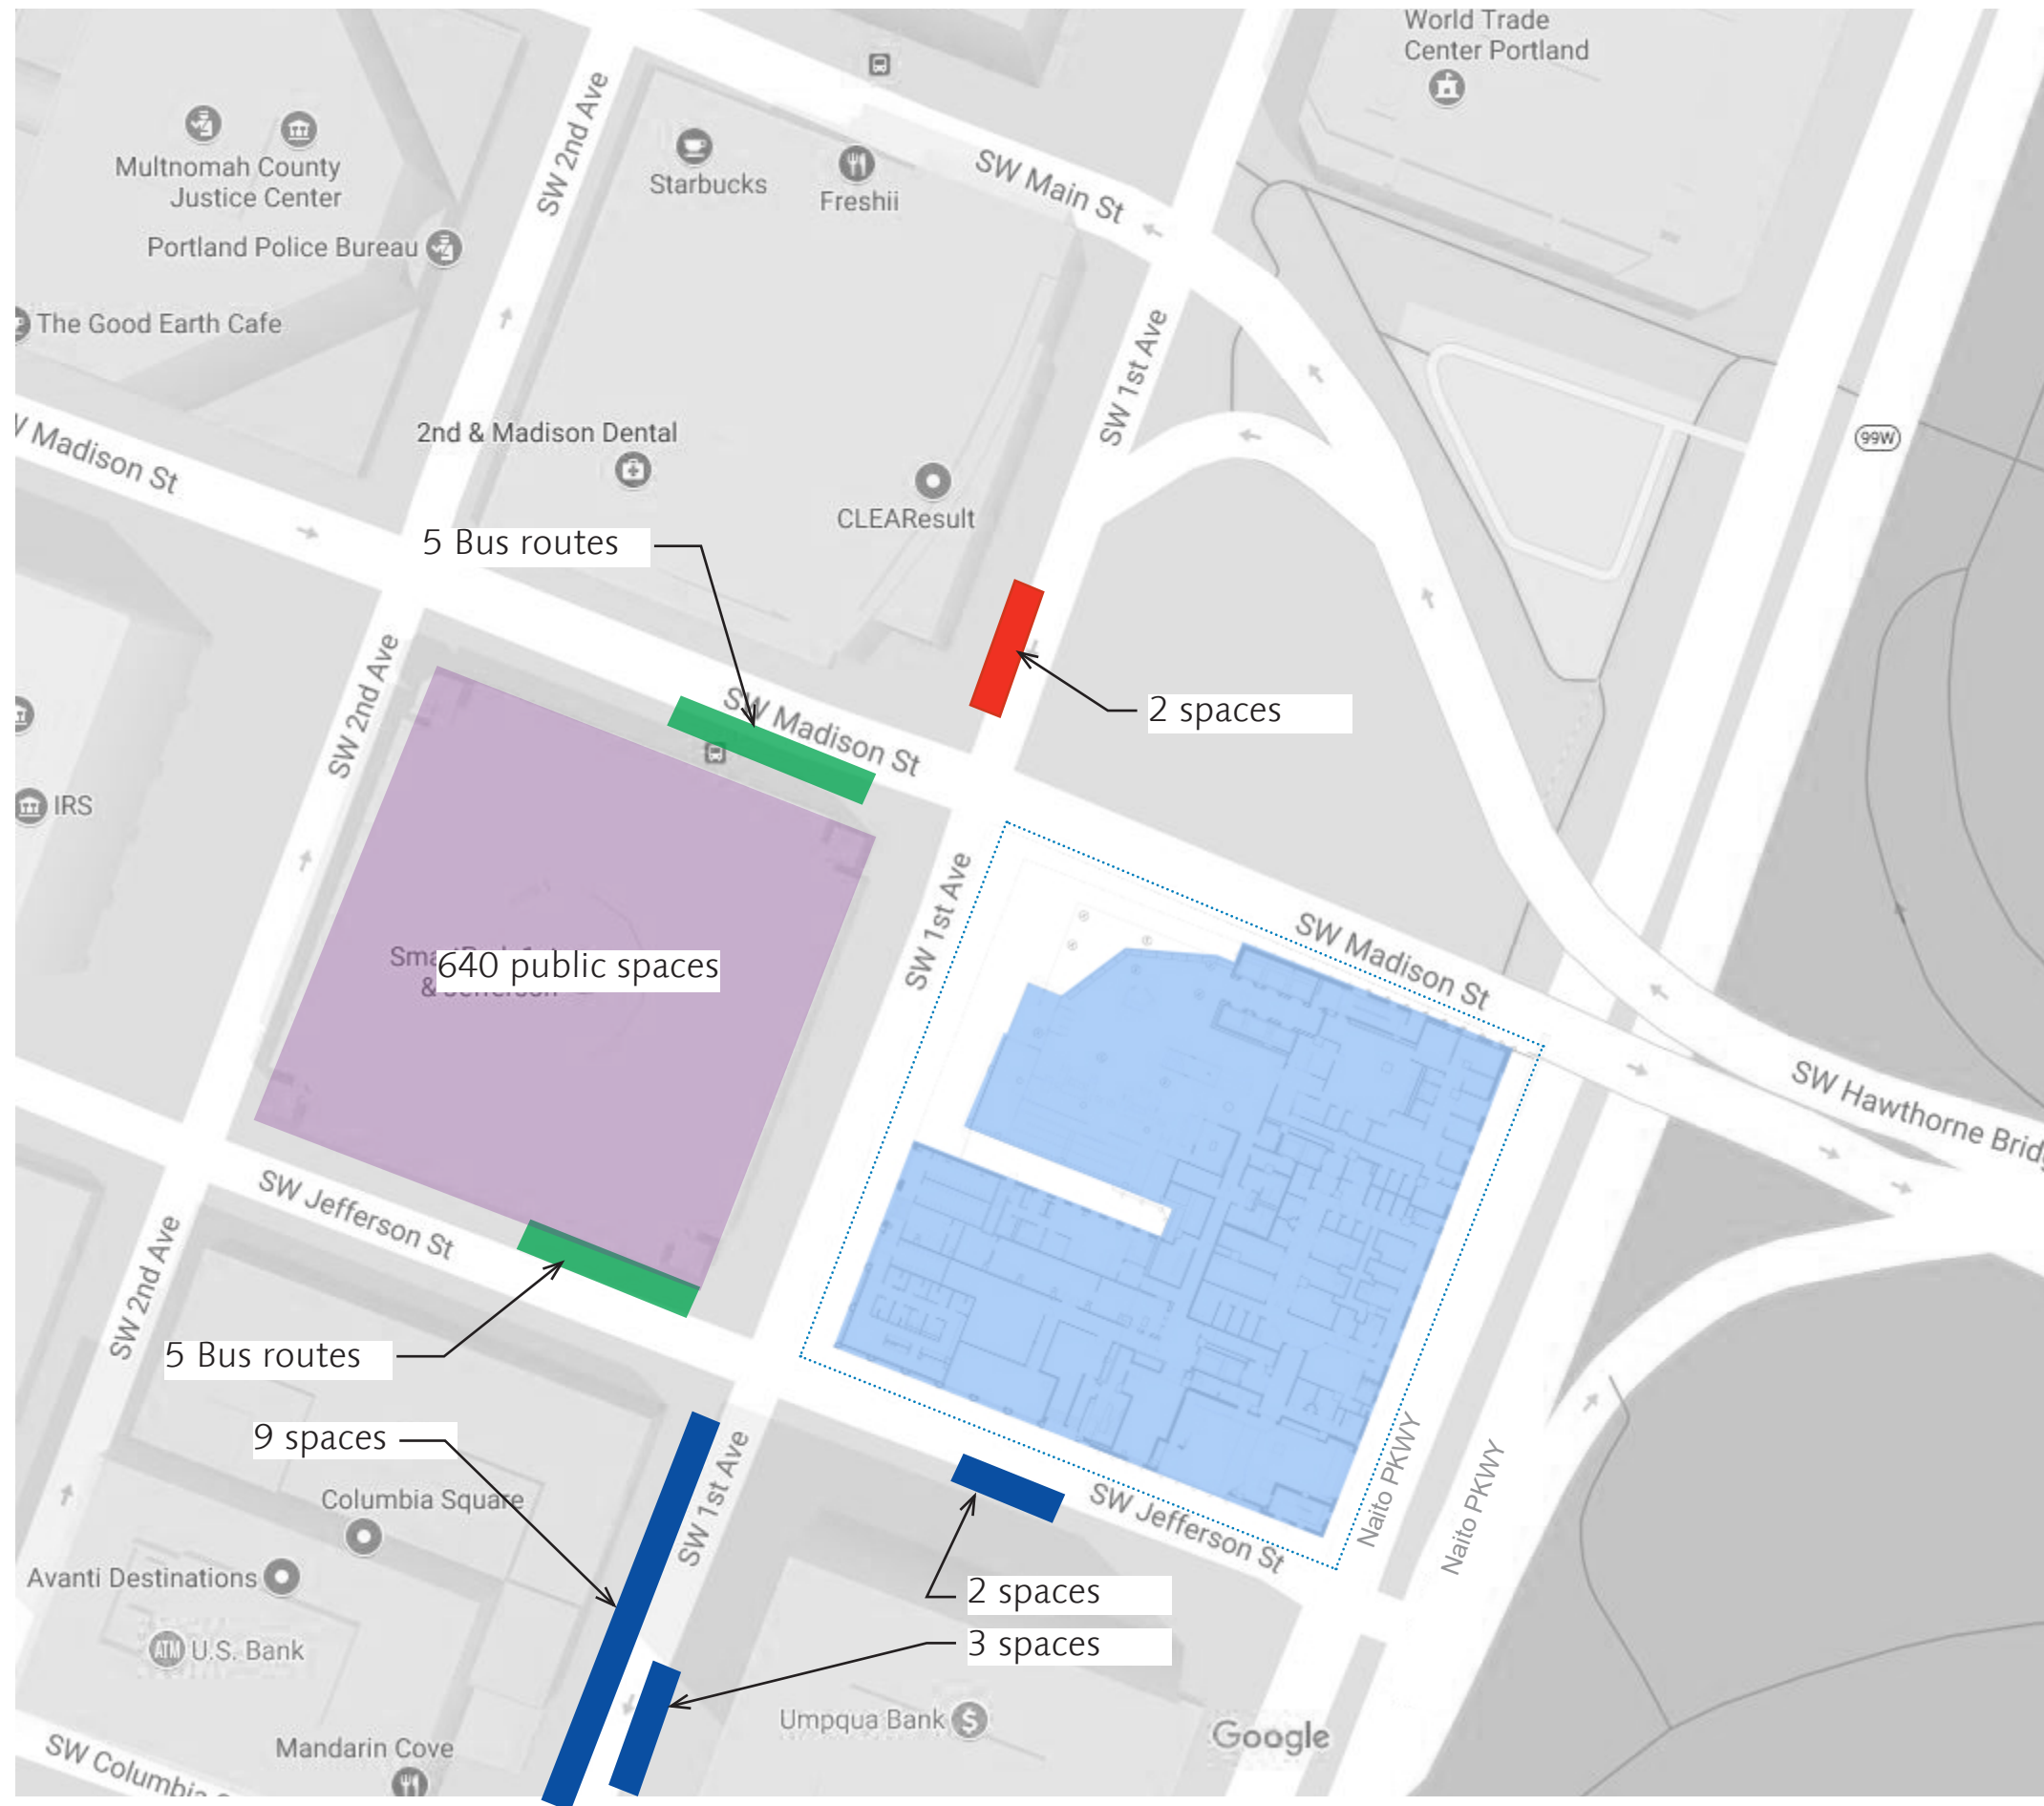 World Trade
Center Portland
SW 2nd Ave
Multnomah County
Justice Center
Starbucks
Freshii
SW Main St
Portland Police Bureau
The Good Earth Cafe
SW 1st Ave
Madison St
2nd & Madison Dental
99W
CLEAResult
5 Bus routes
2 spaces
SW 2nd Ave
SW Madison St
IRS
SW 1st Ave
640 public spaces
SW Madison St
SW Hawthorne
SW Jefferson St
SW 2nd Ave
5 Bus routes
9 spaces
Columbia Square
SW 1st Ave
Naito PKWY
Naito PKWY
SW Jefferson St
Avanti Destinations
2 spaces
ATM
U.S. Bank
3 spaces
Umpqua Bank
$
Google
Mandarin Cove
SW Columbia